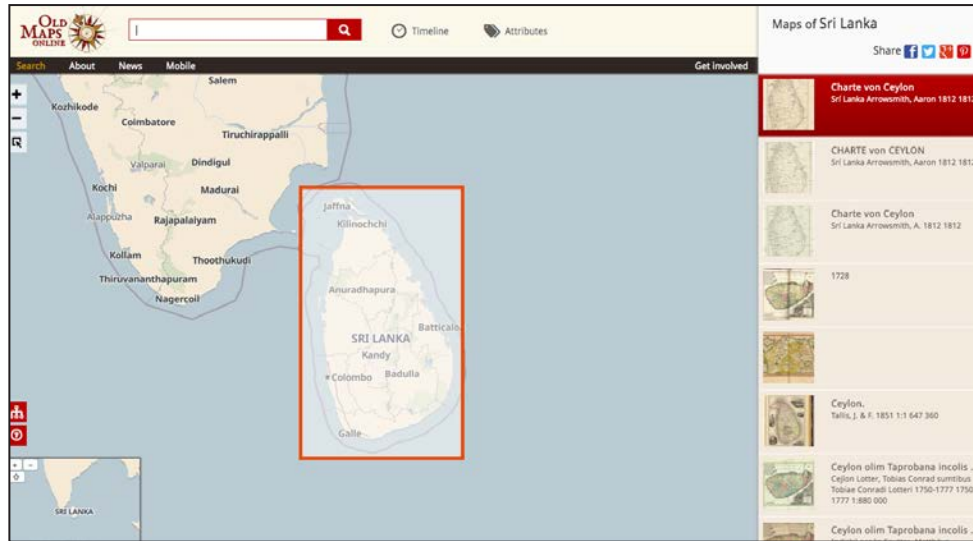 OLD
MAPS
ONLINE
Timeline
Attributes
Search
About
News
Mobile
Get involved
Salem
Kozhikode
Coimbatore
Tiruchirappalli
Valparai
Dindigul
Kochi
Madurai
Alappuzha
Rajapalaiyam
Kollam
Thoothukudi
Thiruvananthapuram
Nagercoil
Jaffna
Kilinochchi
Anuradhapura
Batticalo
SRI LANKA
Kandy
Colombo
Badulla
Galle
SRI LANKA
Maps of Sri Lanka
Share
Charte von Ceylon
Sri Lanka Arrowsmith, Aaron 1812 1812
CHARTE von CEYLON
Sri Lanka Arrowsmith, Aaron 1812 1812
Charte von Ceylon
Sri Lanka Arrowsmith, A. 1812 1812
1728
Ceylon.
Tallis, J. & F. 1851 1:1 647 360
Ceylon olim Taprobana incolis .
Cejlon Lotter, Tobias Conrad sumtibus
Tobiae Conradi Lotteri 1750-1777 1750
1777 1:880 000
Ceylon olim Taprobana incolis .